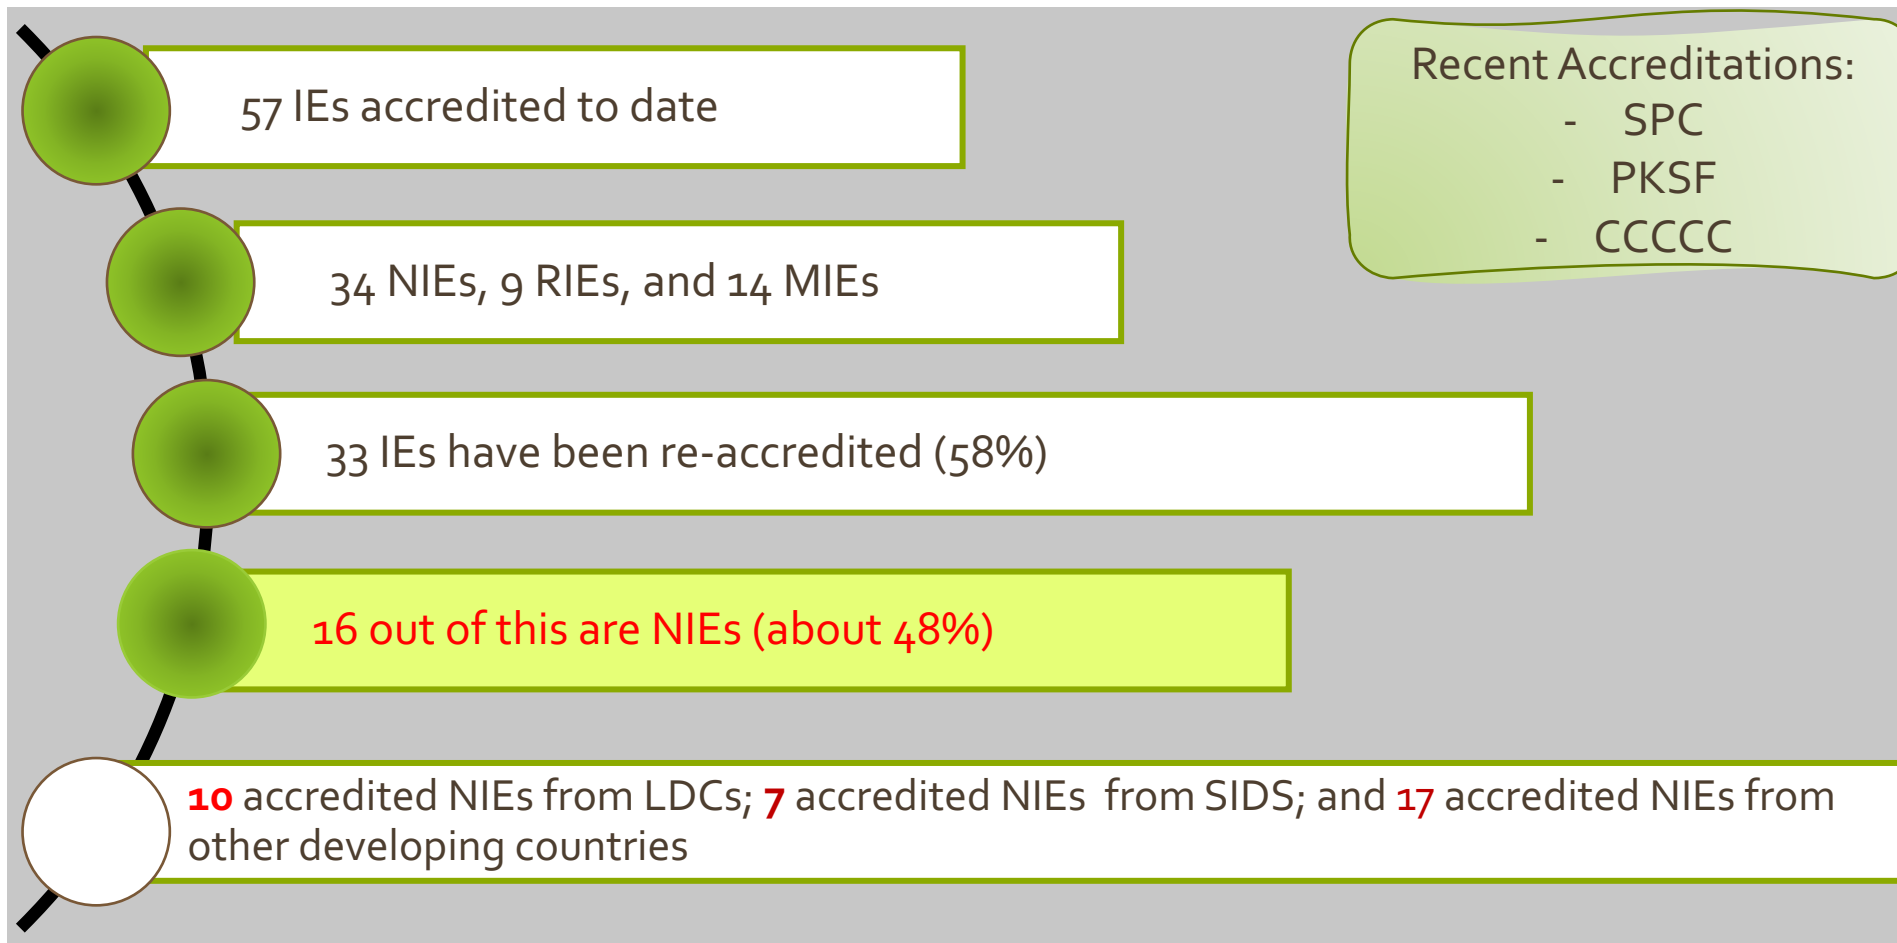 57 IEs accredited to date
34 NIEs, 9 RIEs, and 14 MIEs
33 IEs have been re-accredited (58%)
16 out of this are NIEs (about 48%)
10 accredited NIEs from LDCs; 7 accredited NIEs  from SIDS; and 17 accredited NIEs from
other developing countries
Recent Accreditations:
- SPC
- PKSF
- CCCCC